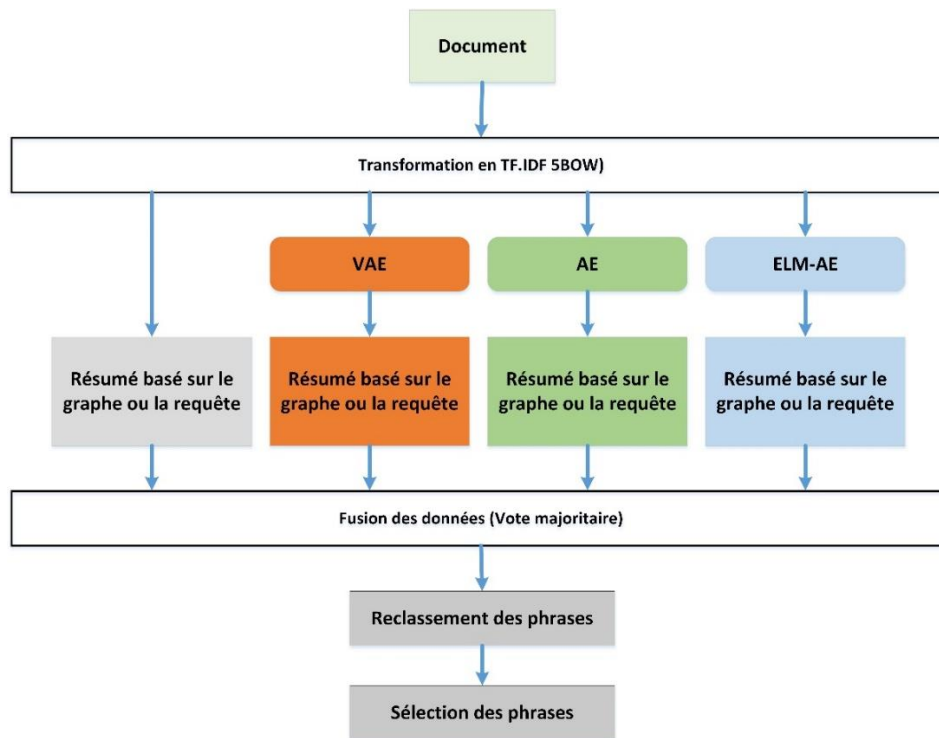 Document
Transformation en TF.IDF 5BOW)
VAE
AE
ELM-AE
Résumé basé sur le
graphe ou la requête
Résumé basé sur le
graphe ou la requête
Résumé basé sur le
graphe ou la requête
Résumé basé sur le
graphe ou la requête
Fusion des données (Vote majoritaire)
Reclassement des phrases
Sélection des phrases